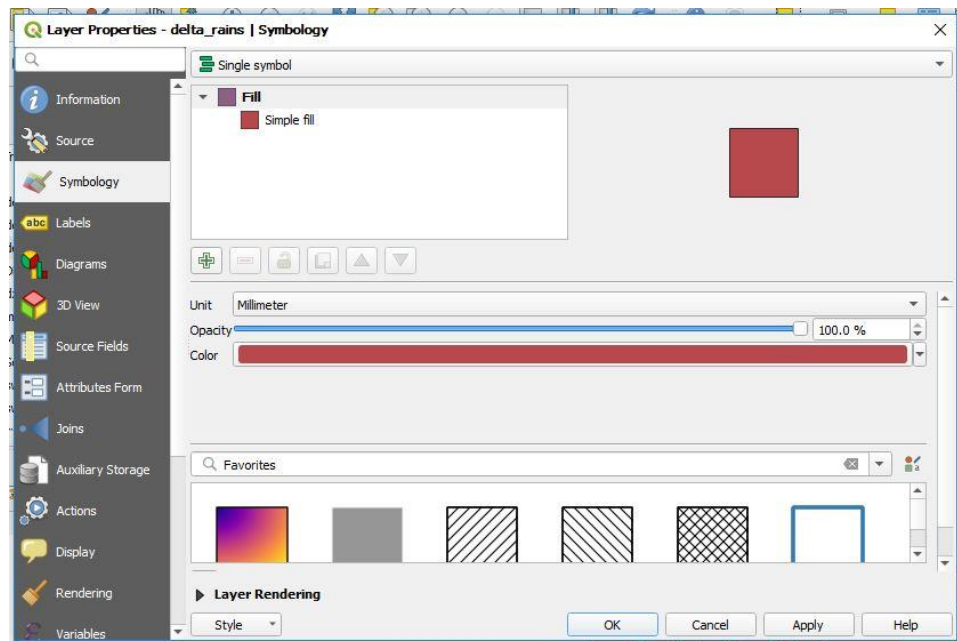 Layer Properties - delta_rains | Symbology
Single symbol
Information
Source
Symbology
abc Labels
Diagrams
3D View
Source Fields
Attributes Form
Joins
Auxiliary Storage
Actions
Display
Rendering
Variables
Fill
Simple fill
Unit Millimeter
Opacity 100.0 %
Color
Favorites
Layer Rendering
Style OK Cancel Apply Help